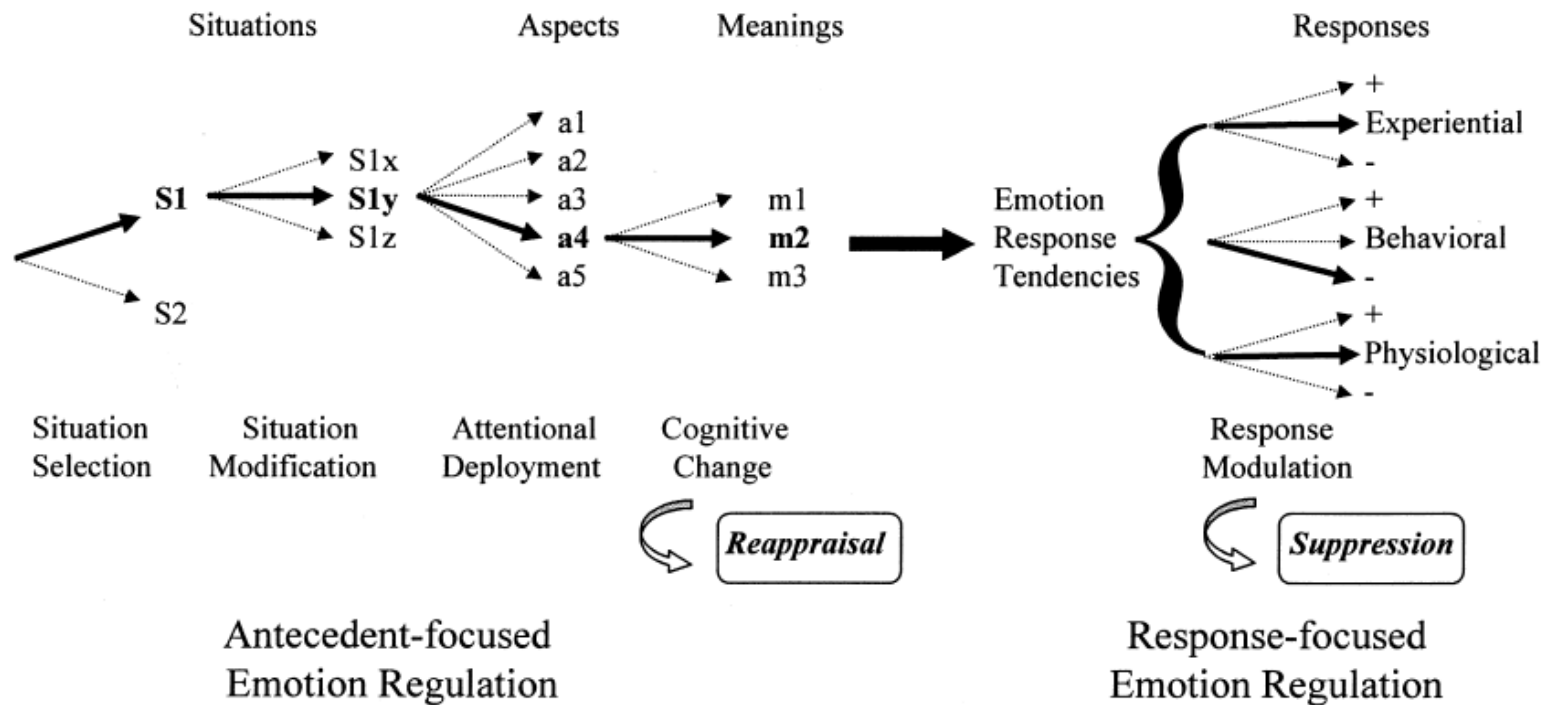 Situations Aspects Meanings Responses
+
a1 Experiential
S1x a2 -
S1 S1y a3 m1 Emotion +
S1z a4 m2 Response Behavioral
a5 m3 Tendencies -
S2 +
Physiological
-
Situation Situation Attentional Cognitive Response
Selection Modification Deployment Change Modulation
Reappraisal Suppression
Antecedent-focused Response-focused
Emotion Regulation Emotion Regulation